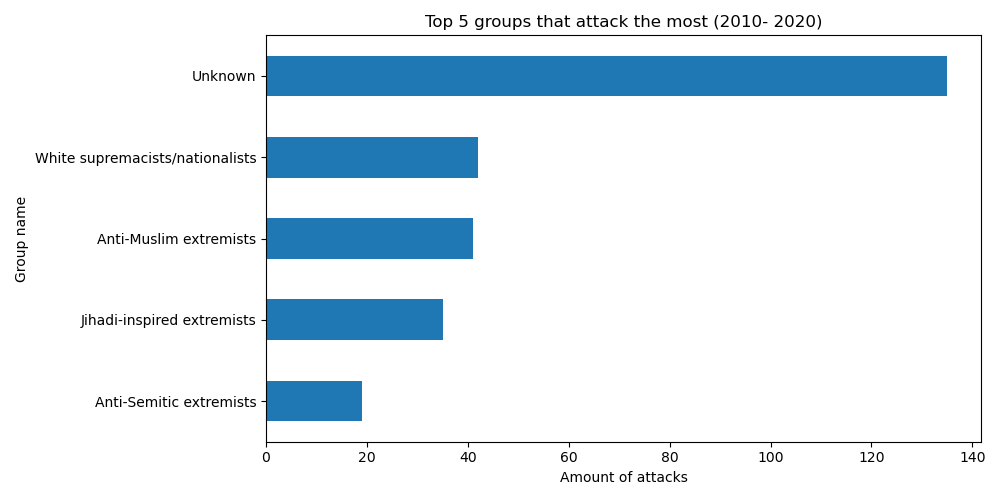 Top 5 groups that attack the most (2010- 2020)
Group name
Unknown
White supremacists/nationalists
Anti-Muslim extremists
Jihadi-inspired extremists
Anti-Semitic extremists
0 20 40 60 80 100 120 140
Amount of attacks